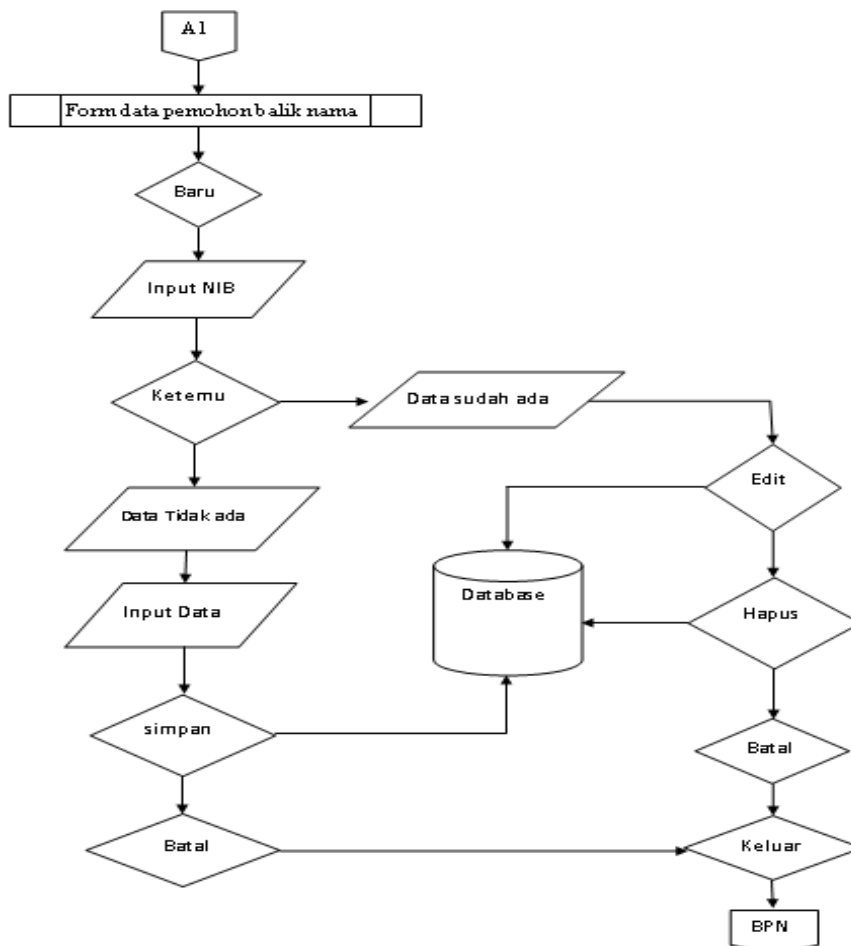 A1
Form data pemohon balik nama
Baru
Input NIB
Ketemu
Data sudah ada
Edit
Data Tidak ada
Database
Input Data
Hapus
simpan
Batal
Batal
Keluar
BPN